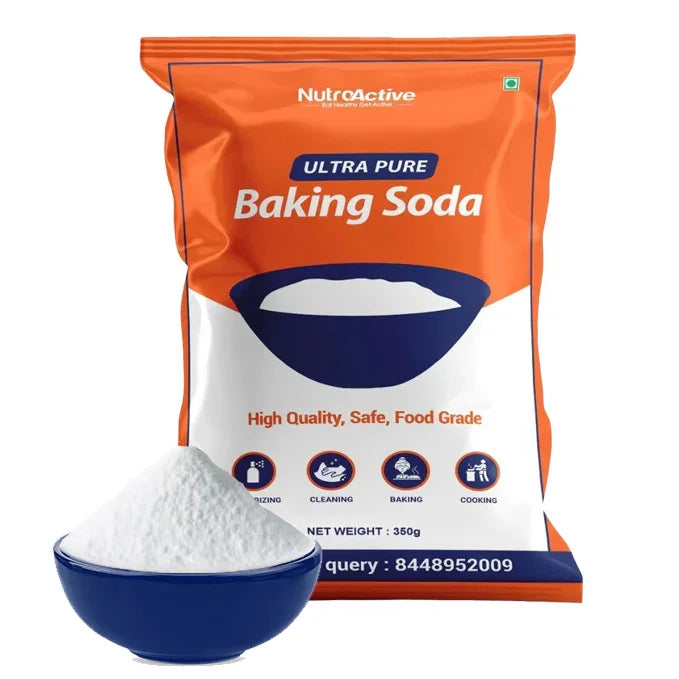 NutroActive
Eat Healthy Get Active
ULTRA PURE
Baking Soda
High Quality, Safe, Food Grade
CLEANING
BAKING
COOKING
NET WEIGHT : 350g
query : 8448952009